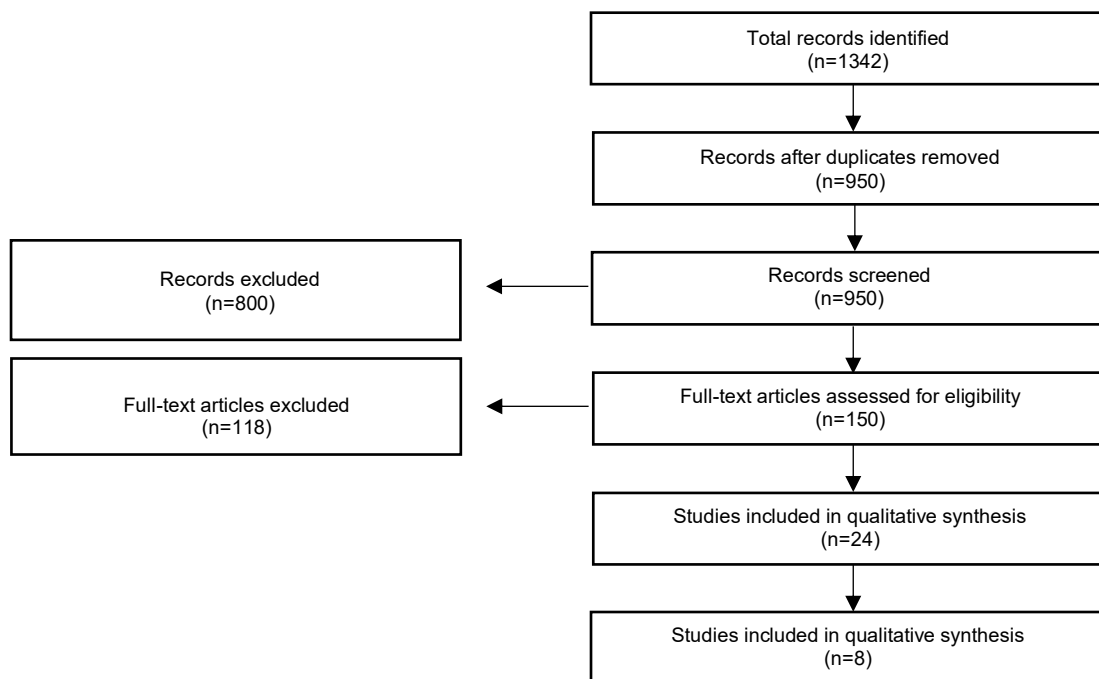 Total records identified
(n=1342)
Records after duplicates removed
(n=950)
Records excluded
(n=800)
Records screened
(n=950)
Full-text articles excluded
(n=118)
Full-text articles assessed for eligibility
(n=150)
Studies included in qualitative synthesis
(n=24)
Studies included in qualitative synthesis
(n=8)